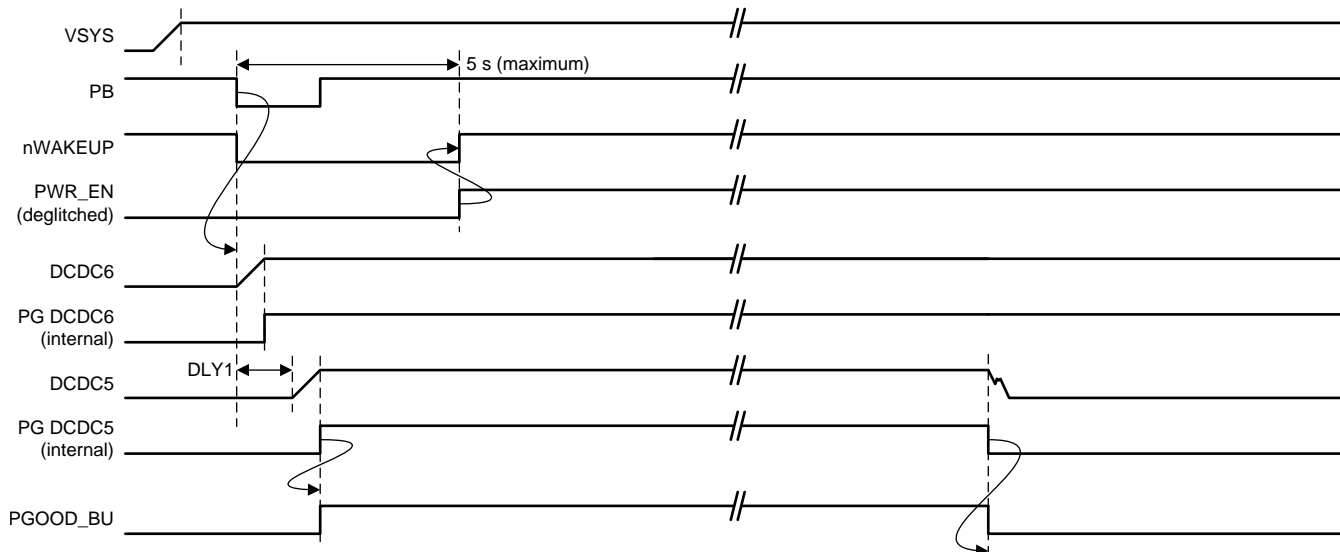 VSYS
5 s (maximum)
PB
nWAKEUP
PWR_EN
(deglitched)
DCDC6
PG DCDC6
(internal)
DLY1
DCDC5
PG DCDC5
(internal)
PGOOD_BU